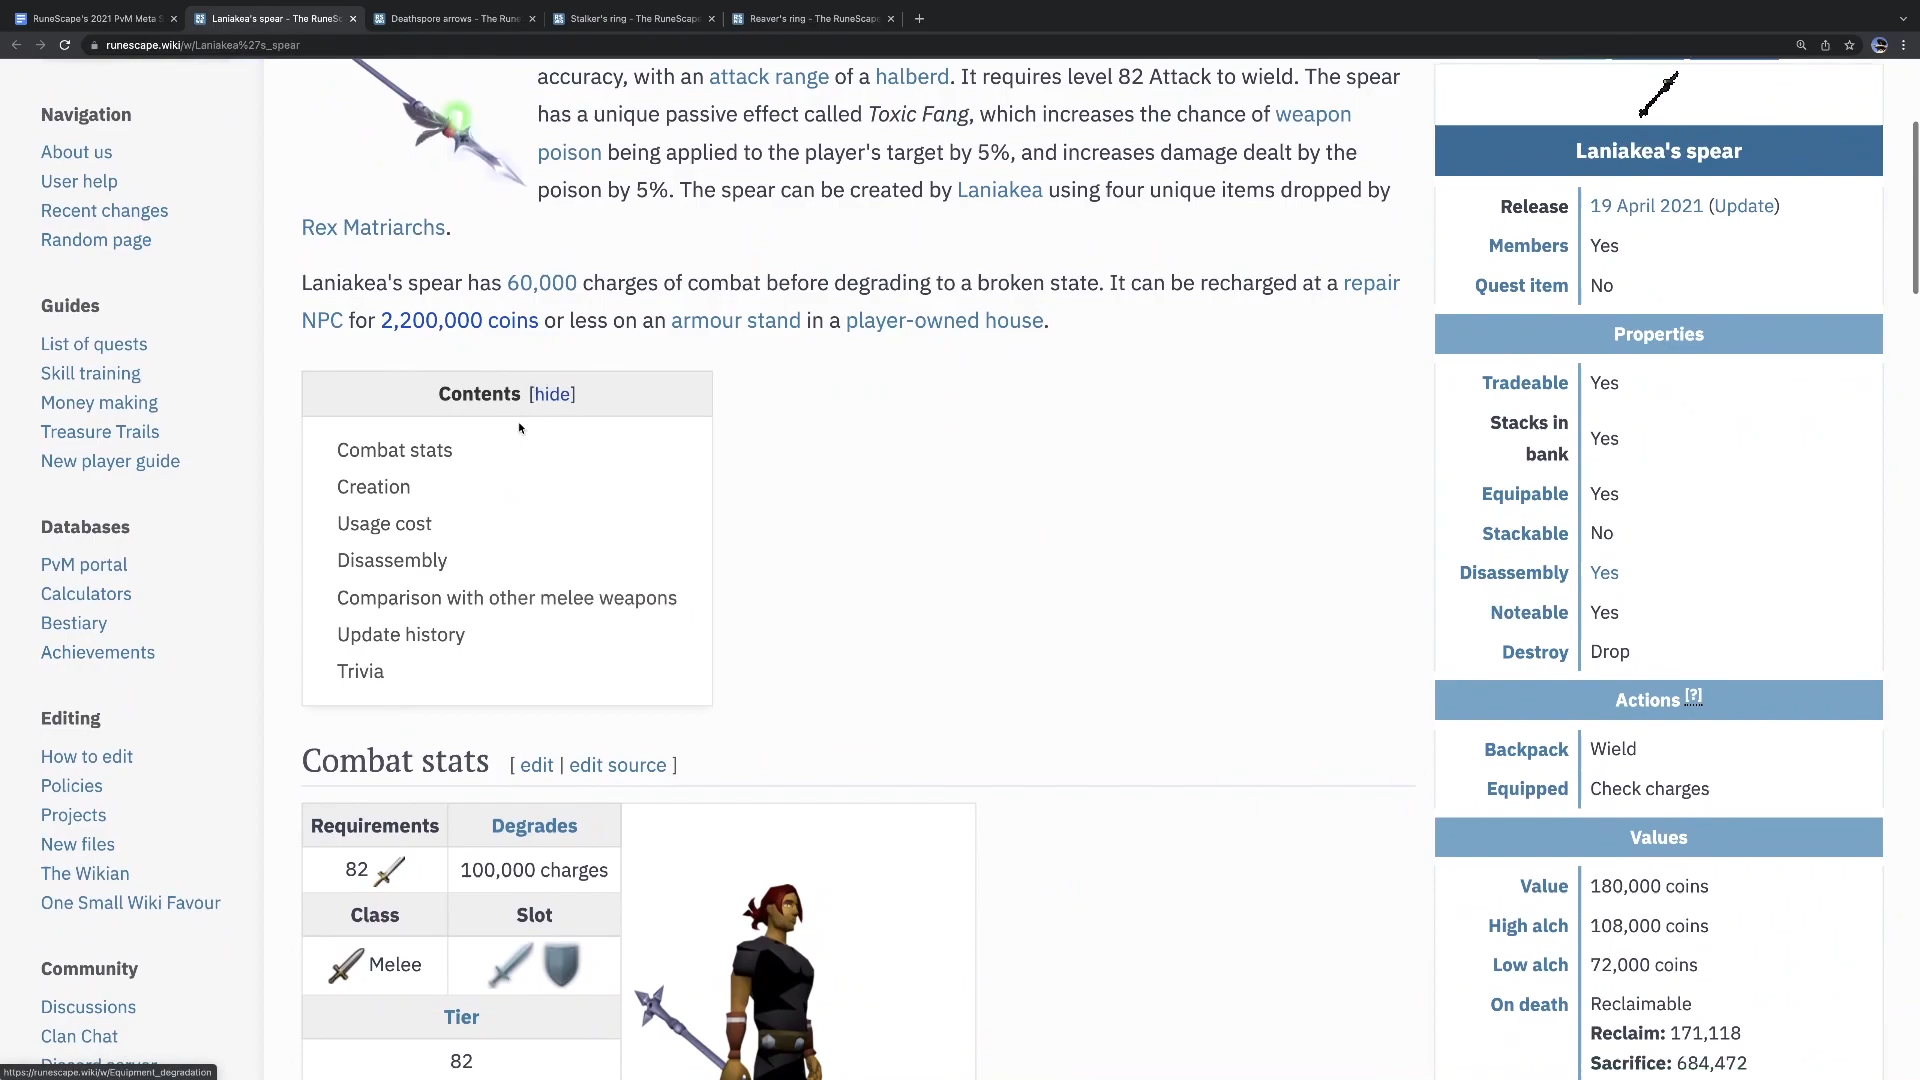 RuneScape's 2021 PvM Meta S
Laniakea's spear - The RuneSc
Deathspore arrows - The Rune
Stalker's ring - The RuneScape
Reaver's ring - The RuneScape
runescape.wiki/w/Laniakea%27s_spear
Navigation
About us
User help
Recent changes
Random page
Guides
List of quests
Skill training
Money making
Treasure Trails
New player guide
Databases
PvM portal
Calculators
Bestiary
Achievements
Editing
How to edit
Policies
Projects
New files
The Wikian
One Small Wiki Favour
Community
Discussions
Clan Chat
https://runescape.wiki/w/Equipment_degradation
accuracy, with an attack range of a halberd. It requires level 82 Attack to wield. The spear
has a unique passive effect called Toxic Fang, which increases the chance of weapon
poison being applied to the player's target by 5%, and increases damage dealt by the
poison by 5%. The spear can be created by Laniakea using four unique items dropped by
Rex Matriarchs.
Laniakea's spear has 60,000 charges of combat before degrading to a broken state. It can be recharged at a repair
NPC for 2,200,000 coins or less on an armour stand in a player-owned house.
Contents [hide]
Combat stats
Creation
Usage cost
Disassembly
Comparison with other melee weapons
Update history
Trivia
Combat stats [ edit | edit source ]
Requirements Degrades
82 100,000 charges
Class Slot
Melee
Tier
82
Laniakea's spear
Release 19 April 2021 (Update)
Members Yes
Quest item No
Properties
Tradeable Yes
Stacks in
bank Yes
Equipable Yes
Stackable No
Disassembly Yes
Noteable Yes
Destroy Drop
Actions [?]
Backpack Wield
Equipped Check charges
Values
Value 180,000 coins
High alch 108,000 coins
Low alch 72,000 coins
On death Reclaimable
Reclaim: 171,118
Sacrifice: 684,472